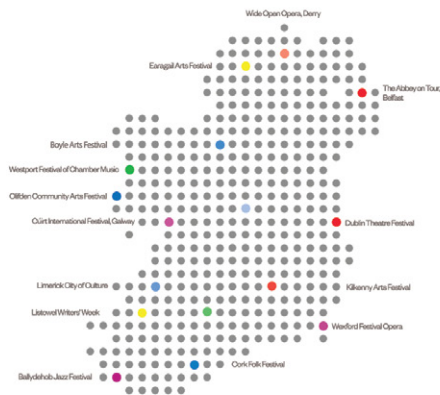 Wide Open Opera, Derry
Earagail Arts Festival
The Abbey on Tour,
Belfast
Boyle Arts Festival
Westport Festival of Chamber Music
Clifden Community Arts Festival
Cúirt International Festival, Galway
Dublin Theatre Festival
Limerick City of Culture
Kilkenny Arts Festival
Listowel Writers' Week
Wexford Festival Opera
Cork Folk Festival
Ballydehob Jazz Festival